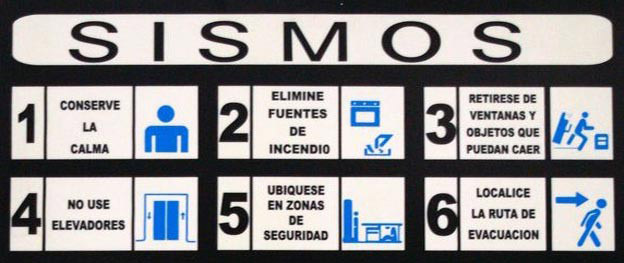 SISMOS
1
CONSERVE
LA
CALMA
2
ELIMINE
FUENTES
DE
INCENDIO
3
RETIRESE DE
VENTANAS Y
OBJETOS QUE
PUEDAN CAER
4
NO USE
ELEVADORES
5
UBIQUESE
EN ZONAS
DE
SEGURIDAD
6
LOCALICE
LA RUTA DE
EVACUACION